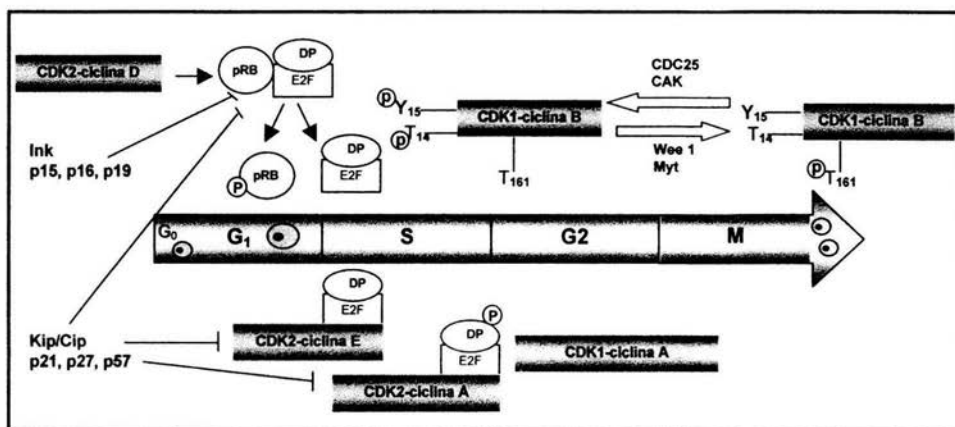 CDK2-ciclina D
pRB
DP
E2F
Ink
p15, p16, p19
P
pRB
DP
E2F
P Y15
P T14
CDK1-ciclina B
T161
CDC25
CAK
Wee 1
Myt
Y15
T14
CDK1-ciclina B
P T161
G0
G1
S
G2
M
Kip/Cip
p21, p27, p57
DP
E2F
CDK2-ciclina E
P
DP
E2F
CDK2-ciclina A
CDK1-ciclina A